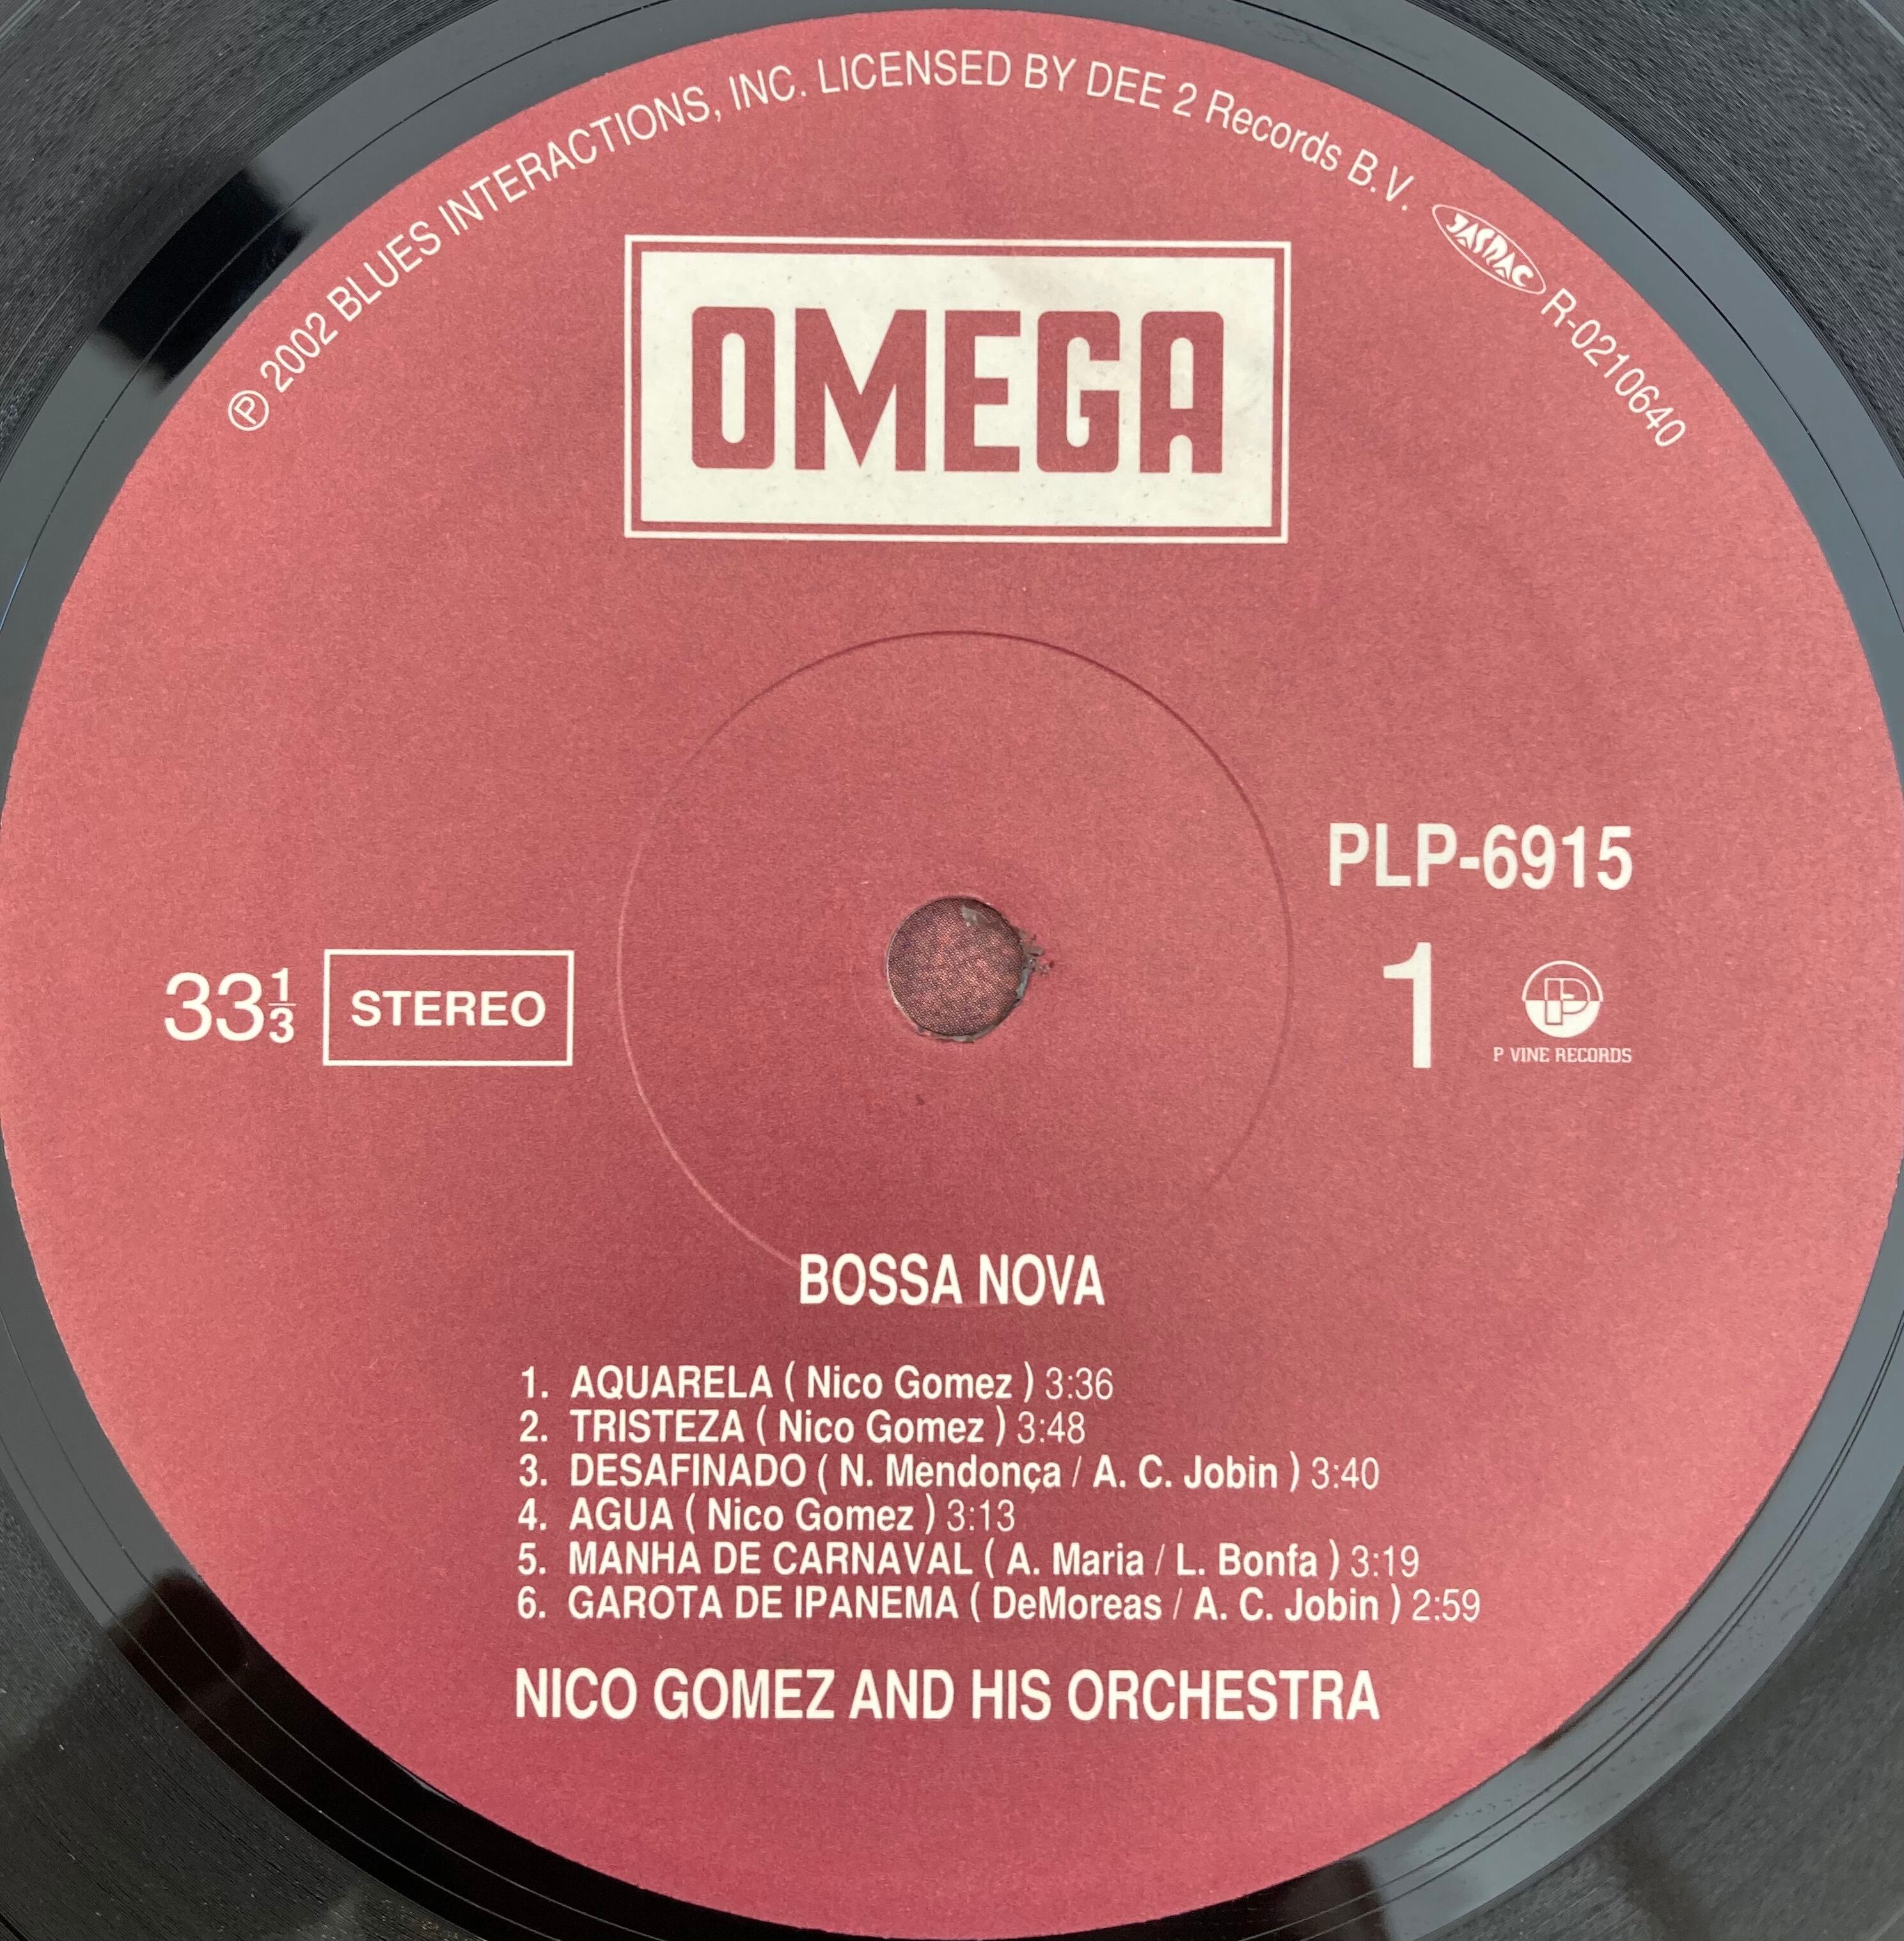 Ⓟ 2002 BLUES INTERACTIONS, INC. LICENSED BY DEE 2 Records B.V. JASRAC R-0210640
OMEGA
PLP-6915
33 1/3 STEREO
1
P VINE RECORDS
BOSSA NOVA
1. AQUARELA ( Nico Gomez ) 3:36
2. TRISTEZA ( Nico Gomez ) 3:48
3. DESAFINADO ( N. Mendonça / A. C. Jobin ) 3:40
4. AGUA ( Nico Gomez ) 3:13
5. MANHA DE CARNAVAL ( A. Maria / L. Bonfa ) 3:19
6. GAROTA DE IPANEMA ( DeMoreas / A. C. Jobin ) 2:59
NICO GOMEZ AND HIS ORCHESTRA